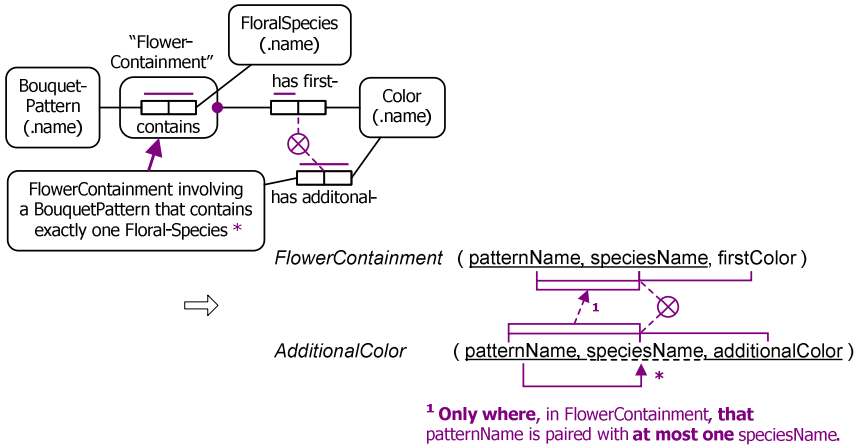 FloralSpecies
(.name)
“Flower-
Containment”
has first-
Bouquet-
Pattern
(.name)
Color
(.name)
contains
FlowerContainment involving
a BouquetPattern that contains
exactly one Floral-Species *
has additonal-
FlowerContainment ( patternName, speciesName, firstColor )
1
AdditionalColor ( patternName, speciesName, additionalColor )
*
1 Only where, in FlowerContainment, that
patternName is paired with at most one speciesName.